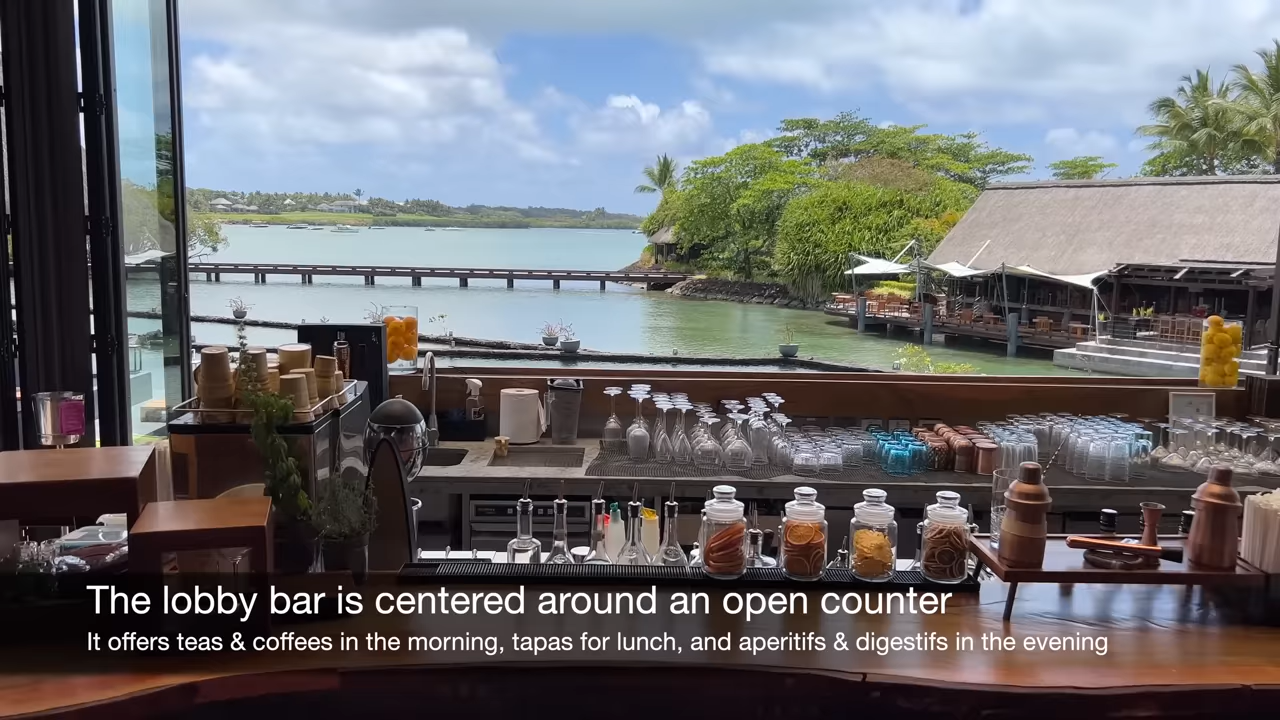 The lobby bar is centered around an open counter
It offers teas & coffees in the morning, tapas for lunch, and aperitifs & digestifs in the evening